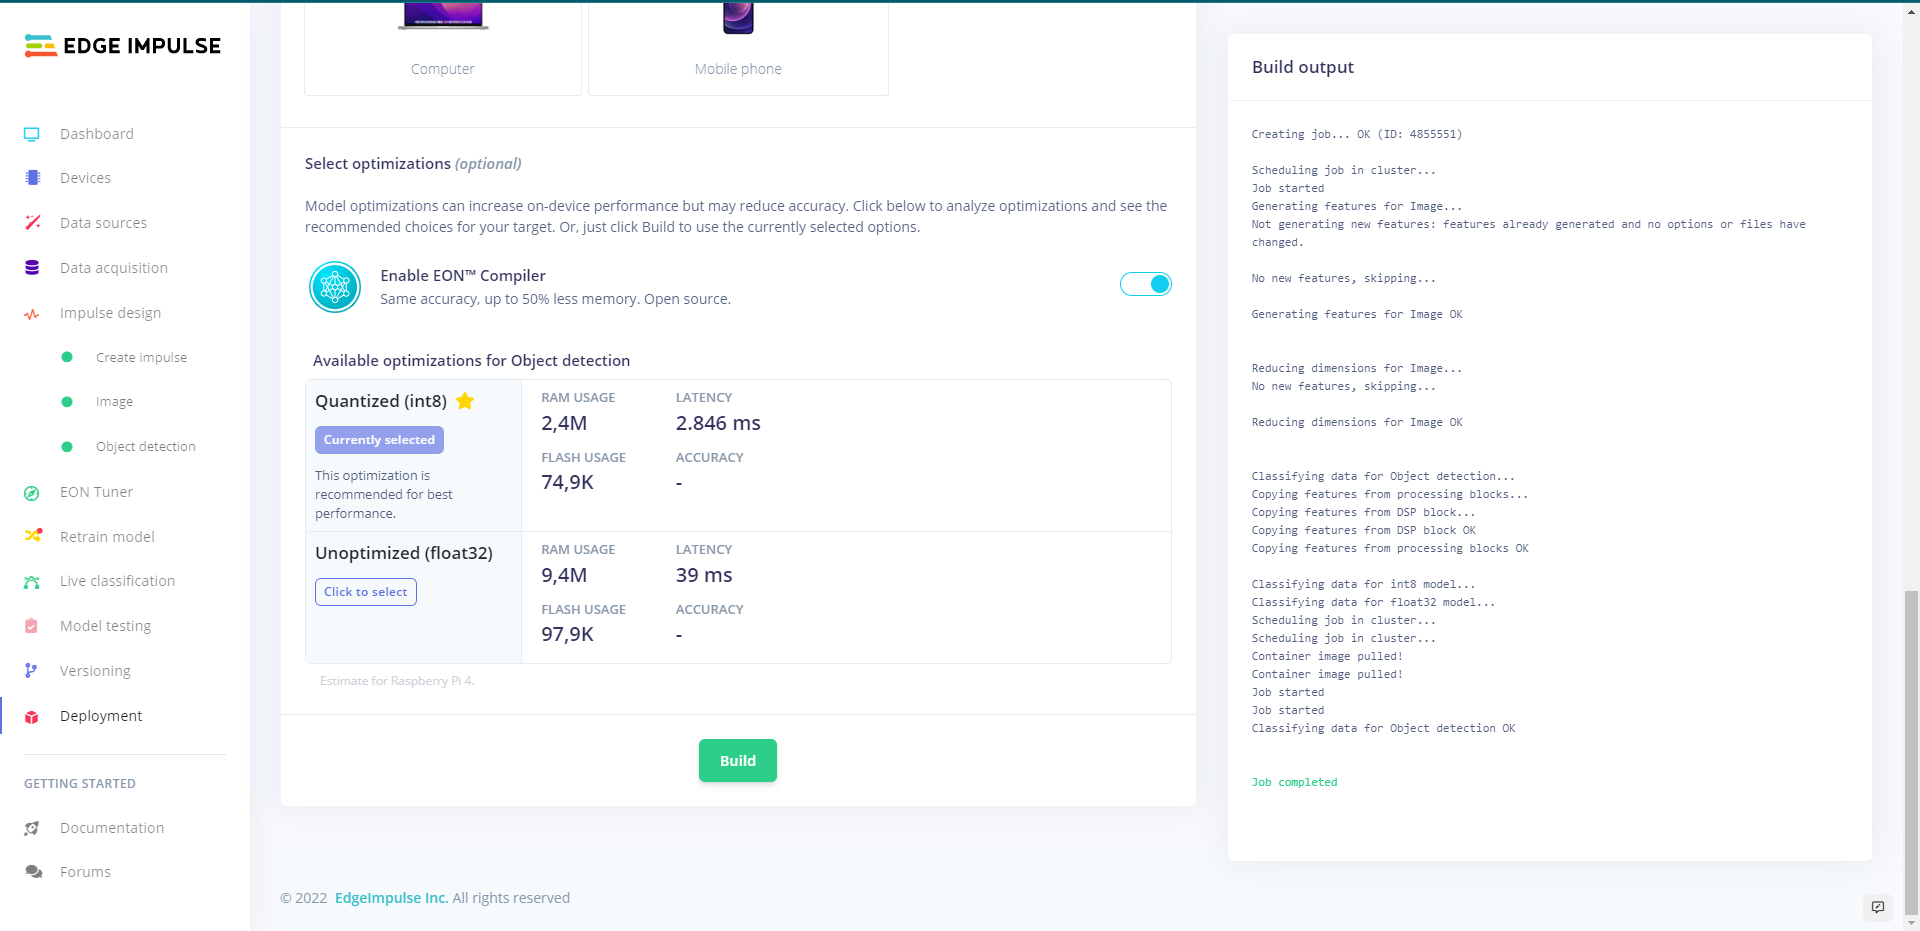 EDGE IMPULSE
Dashboard
Devices
Data sources
Data acquisition
Impulse design
Create impulse
Image
Object detection
EON Tuner
Retrain model
Live classification
Model testing
Versioning
Deployment
GETTING STARTED
Documentation
Forums
Computer
Mobile phone
Select optimizations (optional)
Model optimizations can increase on-device performance but may reduce accuracy. Click below to analyze optimizations and see the
recommended choices for your target. Or, just click Build to use the currently selected options.
Enable EON™ Compiler
Same accuracy, up to 50% less memory. Open source.
Available optimizations for Object detection
Quantized (int8)
Currently selected
This optimization is
recommended for best
performance.
RAM USAGE
2,4M
LATENCY
2.846 ms
FLASH USAGE
74,9K
ACCURACY
-
Unoptimized (float32)
Click to select
RAM USAGE
9,4M
LATENCY
39 ms
FLASH USAGE
97,9K
ACCURACY
-
Estimate for Raspberry Pi 4.
Build
© 2022 EdgeImpulse Inc. All rights reserved
Build output
Creating job... OK (ID: 4855551)
Scheduling job in cluster...
Job started
Generating features for Image...
Not generating new features: features already generated and no options or files have
changed.
No new features, skipping...
Generating features for Image OK
Reducing dimensions for Image...
No new features, skipping...
Reducing dimensions for Image OK
Classifying data for Object detection...
Copying features from processing blocks...
Copying features from DSP block...
Copying features from DSP block OK
Copying features from processing blocks OK
Classifying data for int8 model...
Classifying data for float32 model...
Scheduling job in cluster...
Scheduling job in cluster...
Container image pulled!
Container image pulled!
Job started
Job started
Classifying data for Object detection OK
Job completed